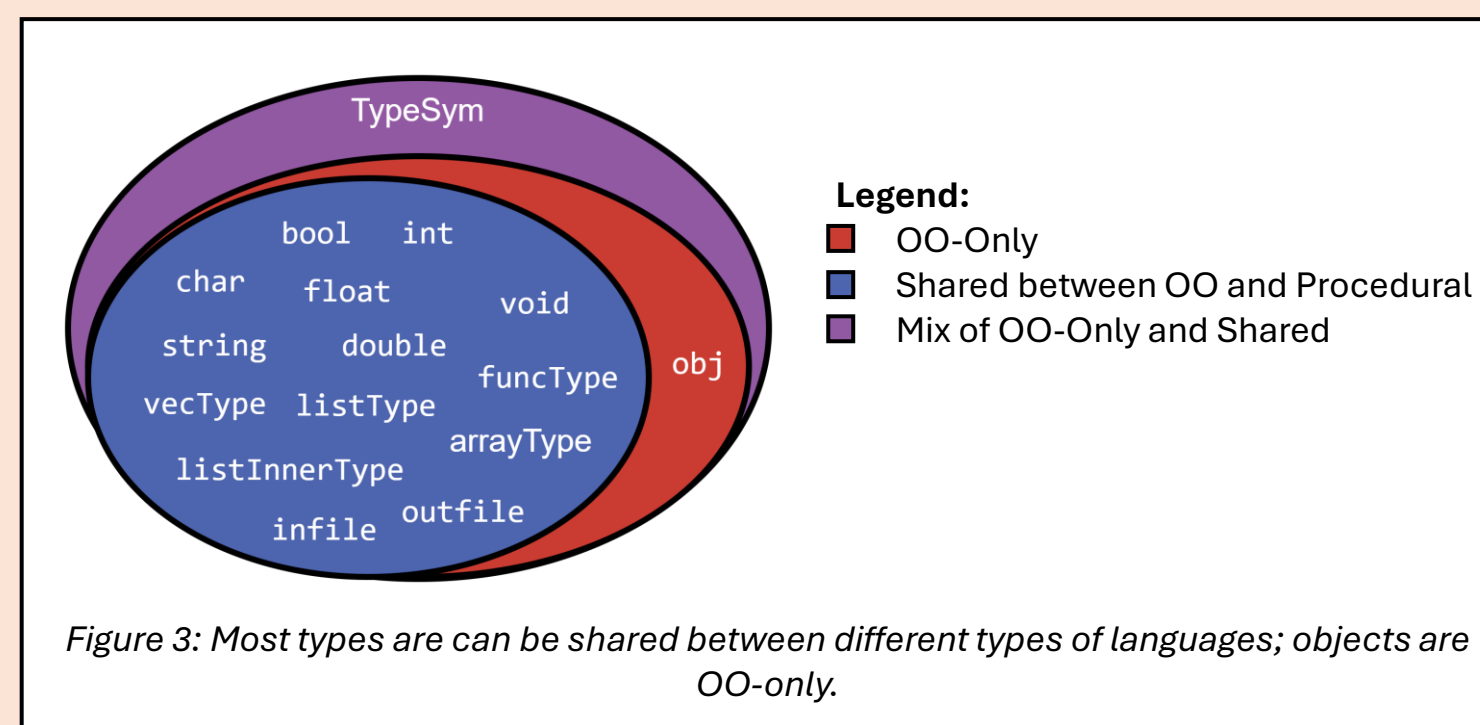 TypeSym
bool int
char float
void
string double
funcType
obj
vecType listType
arrayType
listInnerType
outfile
infile
Legend:
OO-Only
Shared between OO and Procedural
Mix of OO-Only and Shared
Figure 3: Most types are can be shared between different types of languages; objects are
OO-only.